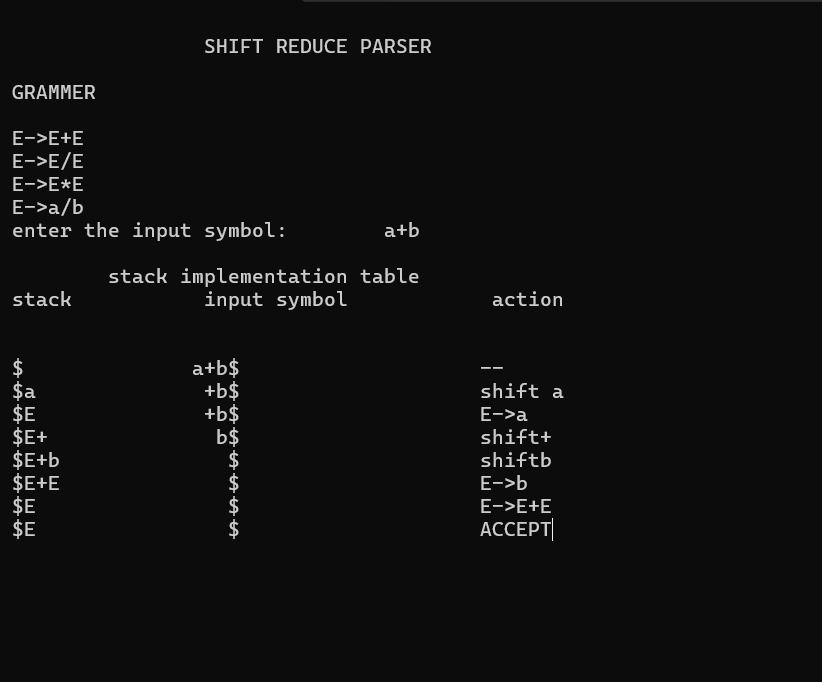 SHIFT REDUCE PARSER
GRAMMER
E->E+E
E->E/E
E->E*E
E->a/b
enter the input symbol: a+b
stack implementation table
stack input symbol action
$ a+b$ --
$a +b$ shift a
$E +b$ E->a
$E+ b$ shift+
$E+b $ shiftb
$E+E $ E->b
$E $ E->E+E
$E $ ACCEPT